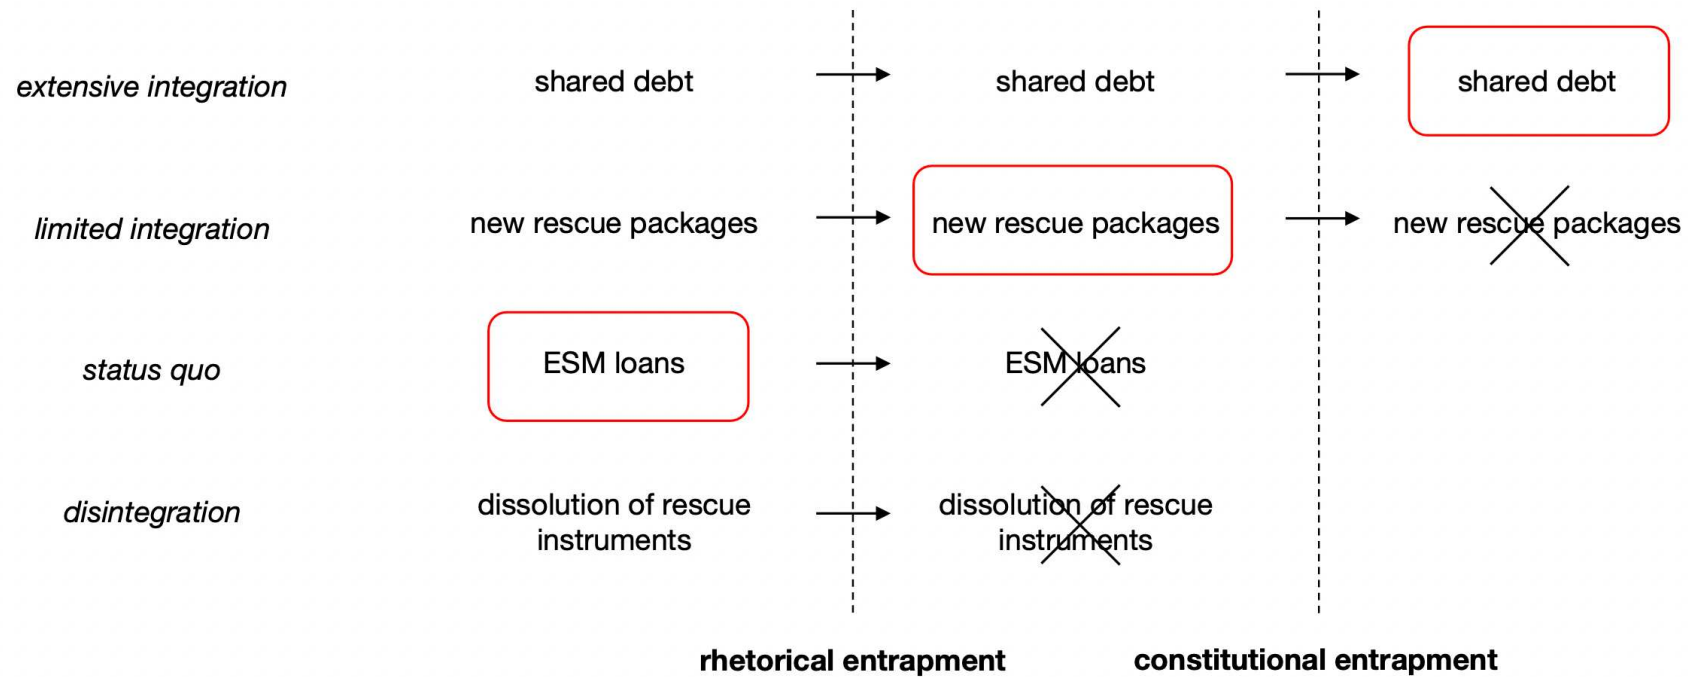 extensive integration
shared debt
shared debt
shared debt
limited integration
new rescue packages
new rescue packages
new rescue packages
status quo
ESM loans
ESM loans
disintegration
dissolution of rescue
instruments
dissolution of rescue
instruments
rhetorical entrapment
constitutional entrapment